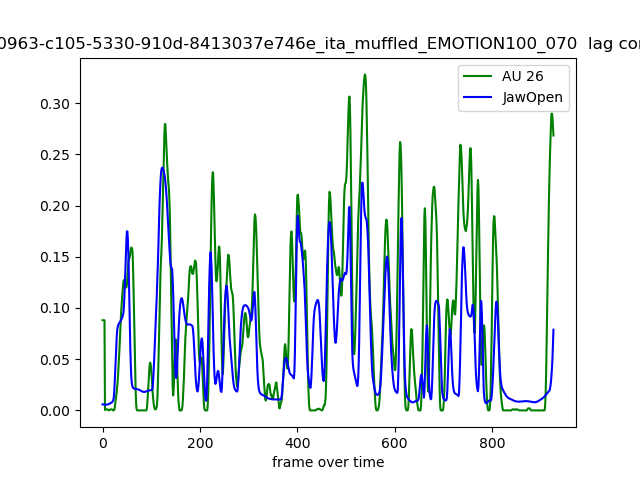 0963-c105-5330-910d-8413037e746e_ita_muffled_EMOTION100_070 lag
AU 26
JawOpen
0.30
0.25
0.20
0.15
0.10
0.05
0.00
0 200 400 600 800
frame over time